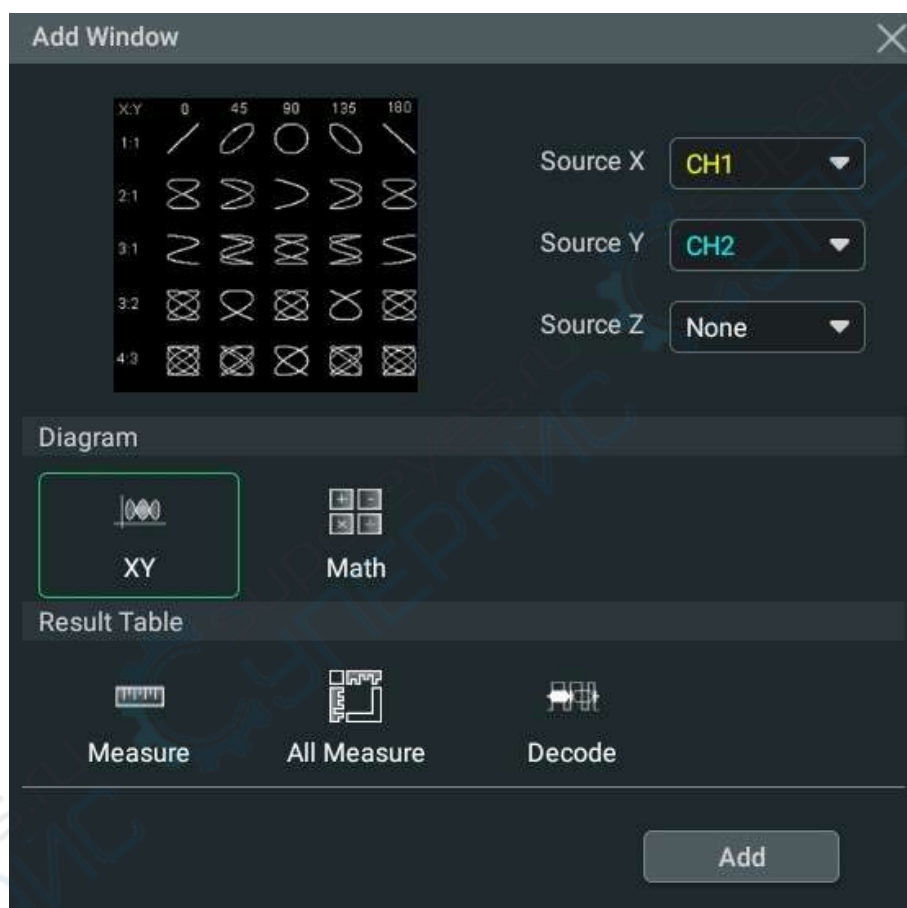 Add Window
X:Y 0 45 90 135 180
1:1
2:1
3:1
3:2
4:3
Source X CH1
Source Y CH2
Source Z None
Diagram
XY Math
Result Table
Measure All Measure Decode
Add
СУПЕРАЙС